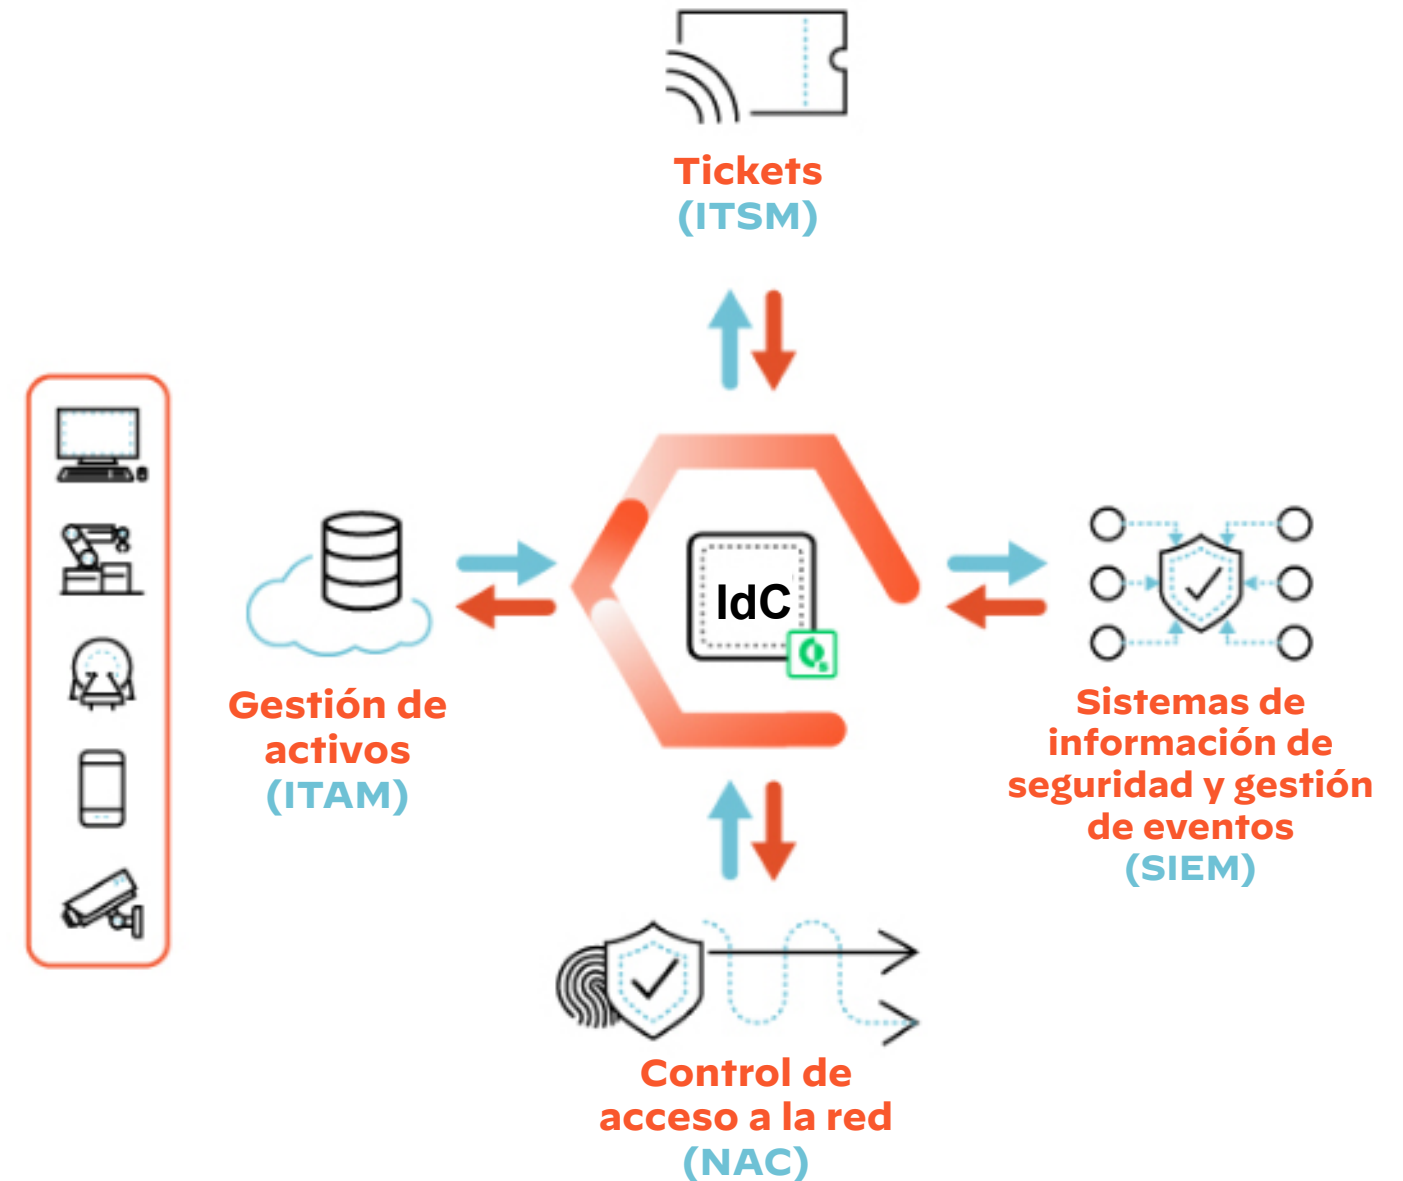 Tickets
(ITSM)
IdC
s
Gestión de
activos
(ITAM)
Sistemas de
información de
seguridad y gestión
de eventos
(SIEM)
Control de
acceso a la red
(NAC)